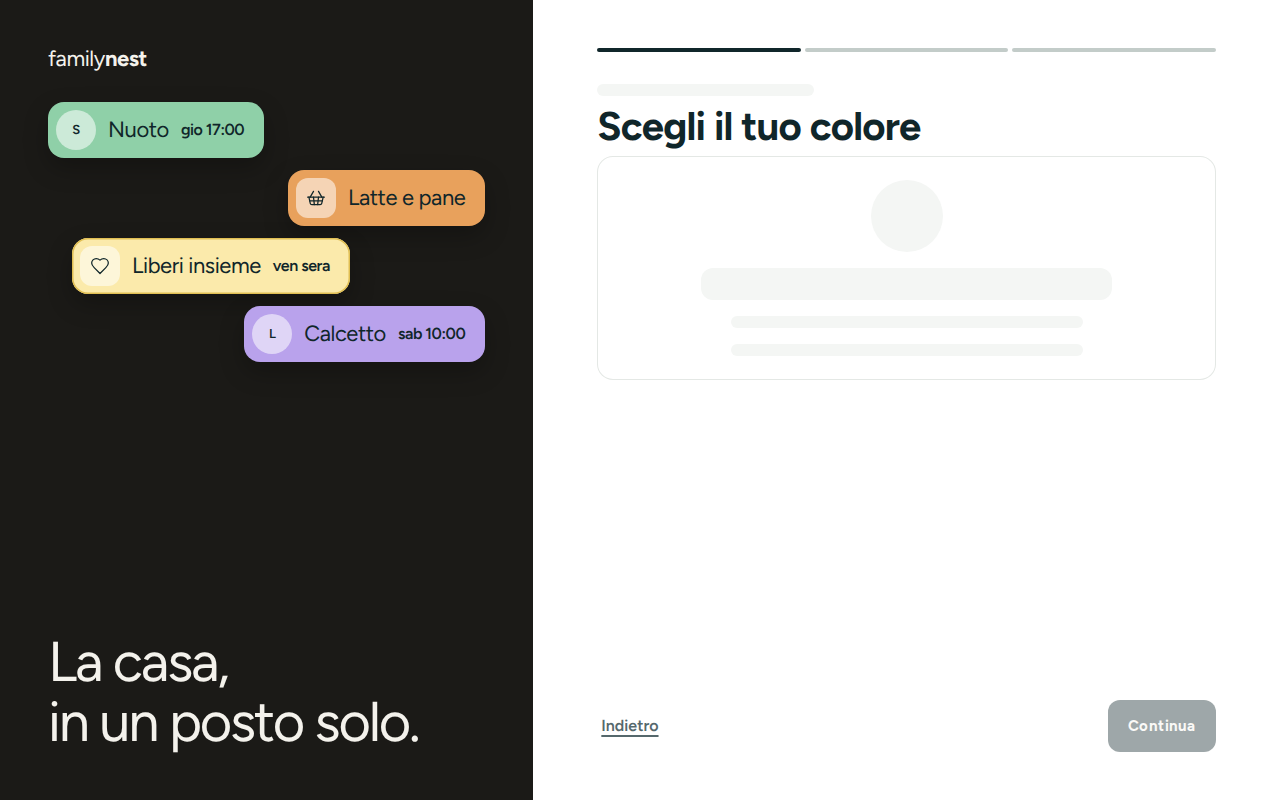 familynest
S Nuoto gio 17:00
Latte e pane
Liberi insieme ven sera
L Calcetto sab 10:00
La casa,
in un posto solo.
Scegli il tuo colore
Indietro
Continua